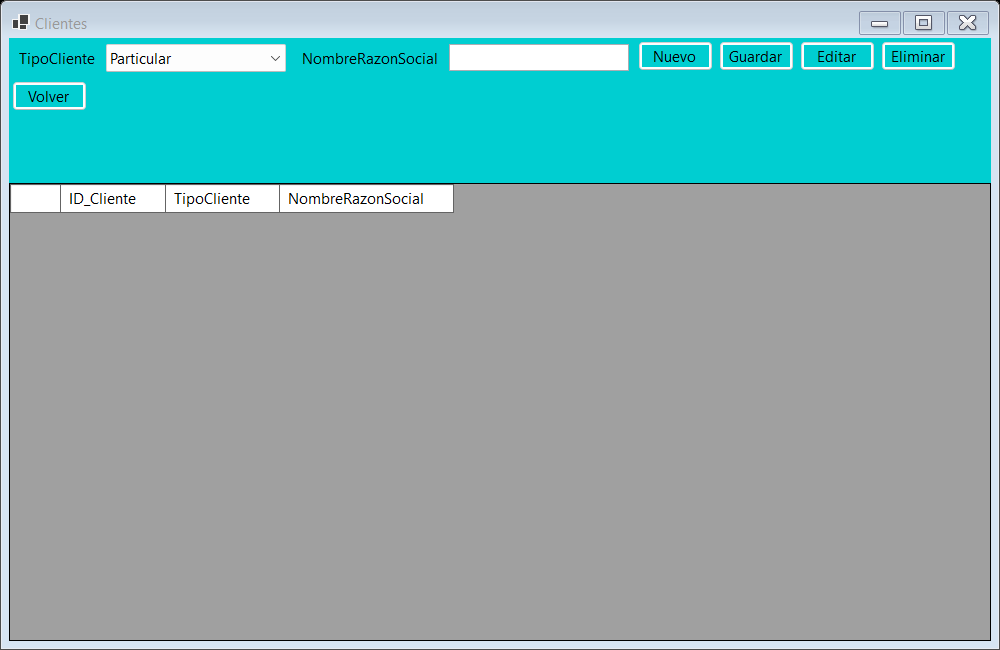 Clientes
TipoCliente Particular NombreRazonSocial Nuevo Guardar Editar Eliminar
Volver
ID_Cliente TipoCliente NombreRazonSocial